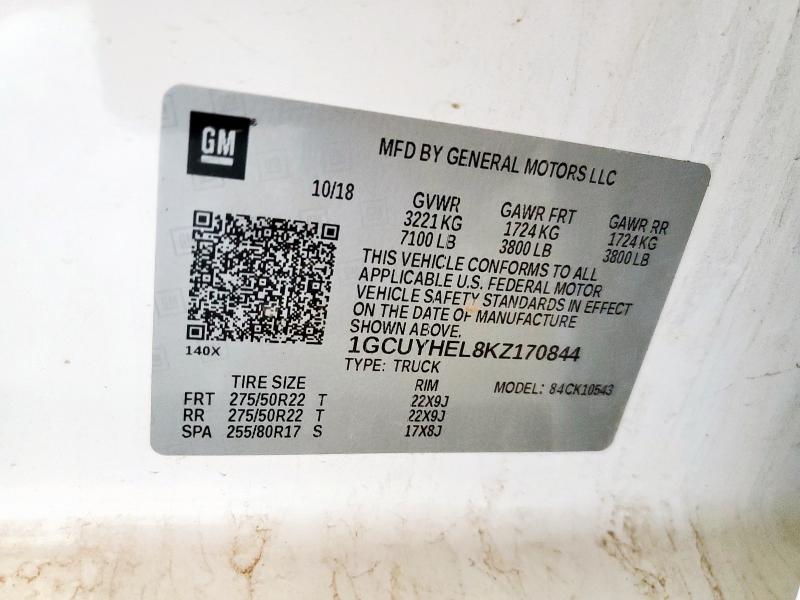 GM
MFD BY GENERAL MOTORS LLC
10/18
GVWR GAWR FRT GAWR RR
3221 KG 1724 KG 1724 KG
7100 LB 3800 LB 3800 LB
THIS VEHICLE CONFORMS TO ALL
APPLICABLE U.S. FEDERAL MOTOR
VEHICLE SAFETY STANDARDS IN EFFECT
ON THE DATE OF MANUFACTURE
SHOWN ABOVE.
140X
1GCUYHEL8KZ170844
TYPE: TRUCK
TIRE SIZE RIM MODEL: 84CK10543
FRT 275/50R22 T 22X9J
RR 275/50R22 T 22X9J
SPA 255/80R17 S 17X8J